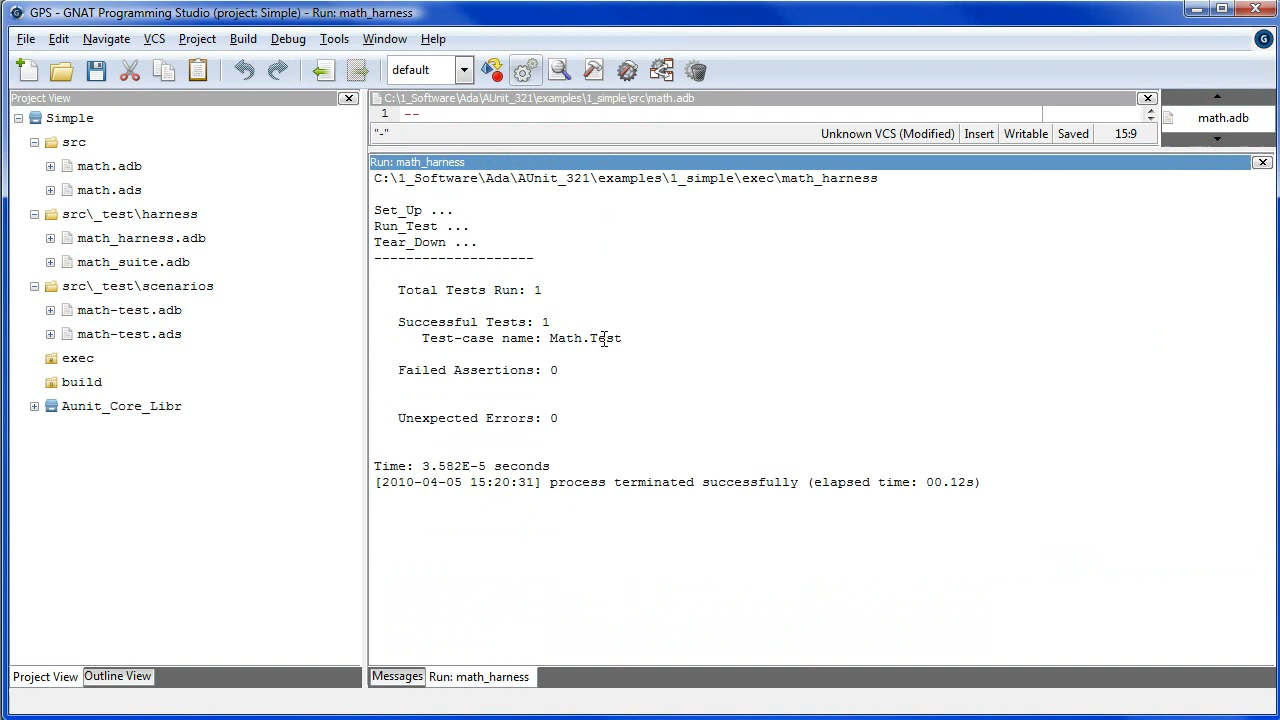 GPS - GNAT Programming Studio (project: Simple) - Run: math_harness
File Edit Navigate VCS Project Build Debug Tools Window Help
default
Project View
Simple
src
math.adb
math.ads
src\_test\harness
math_harness.adb
math_suite.adb
src\_test\scenarios
math-test.adb
math-test.ads
exec
build
Aunit_Core_Libr
Project View Outline View
C:\1_Software\Ada\AUnit_321\examples\1_simple\src\math.adb
1 --
"-" Unknown VCS (Modified) Insert Writable Saved 15:9
math.adb
Run: math_harness
C:\1_Software\Ada\AUnit_321\examples\1_simple\exec\math_harness
Set_Up ...
Run_Test ...
Tear_Down ...
--------------------
Total Tests Run: 1
Successful Tests: 1
Test-case name: Math.Test
Failed Assertions: 0
Unexpected Errors: 0
Time: 3.582E-5 seconds
[2010-04-05 15:20:31] process terminated successfully (elapsed time: 00.12s)
Messages Run: math_harness